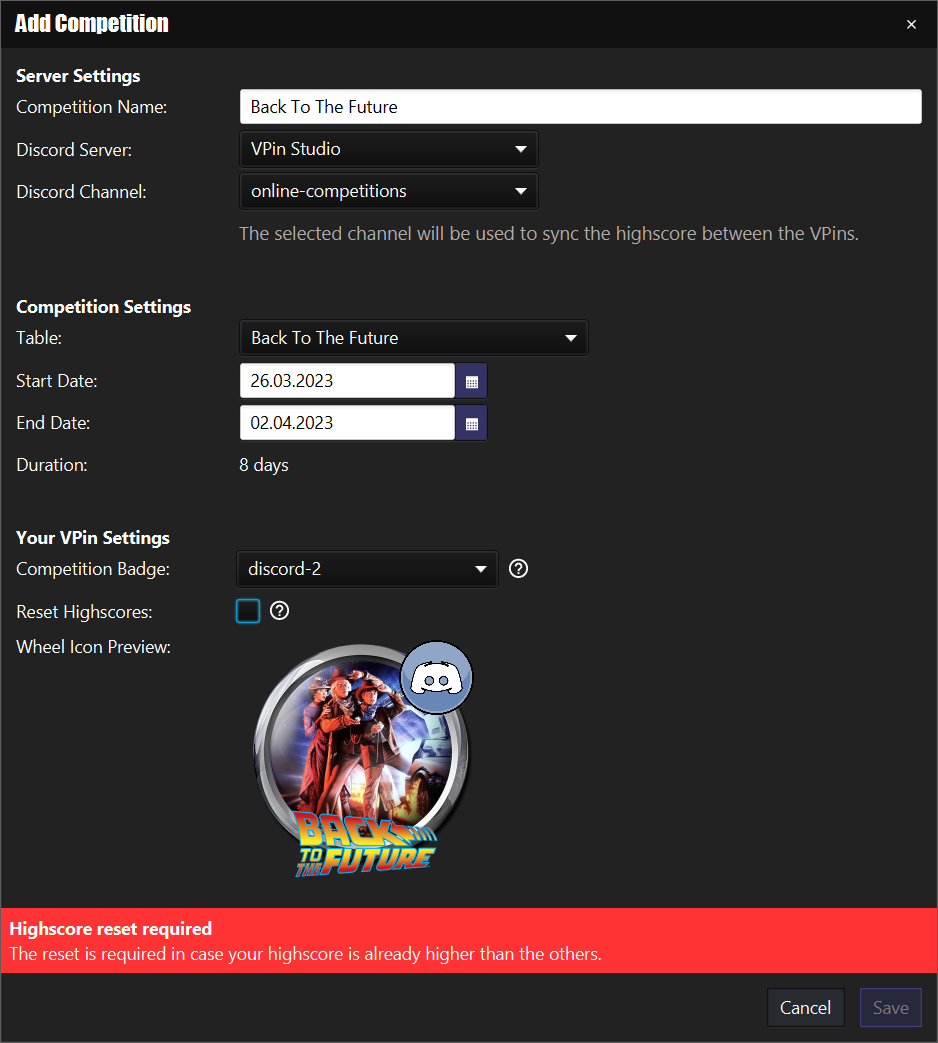 Add Competition
Server Settings
Competition Name: Back To The Future
Discord Server: VPin Studio
Discord Channel: online-competitions
The selected channel will be used to sync the highscore between the VPins.
Competition Settings
Table: Back To The Future
Start Date: 26.03.2023
End Date: 02.04.2023
Duration: 8 days
Your VPin Settings
Competition Badge: discord-2
Reset Highscores:
Wheel Icon Preview:
BACK
TO THE FUTURE
Highscore reset required
The reset is required in case your highscore is already higher than the others.
Cancel Save